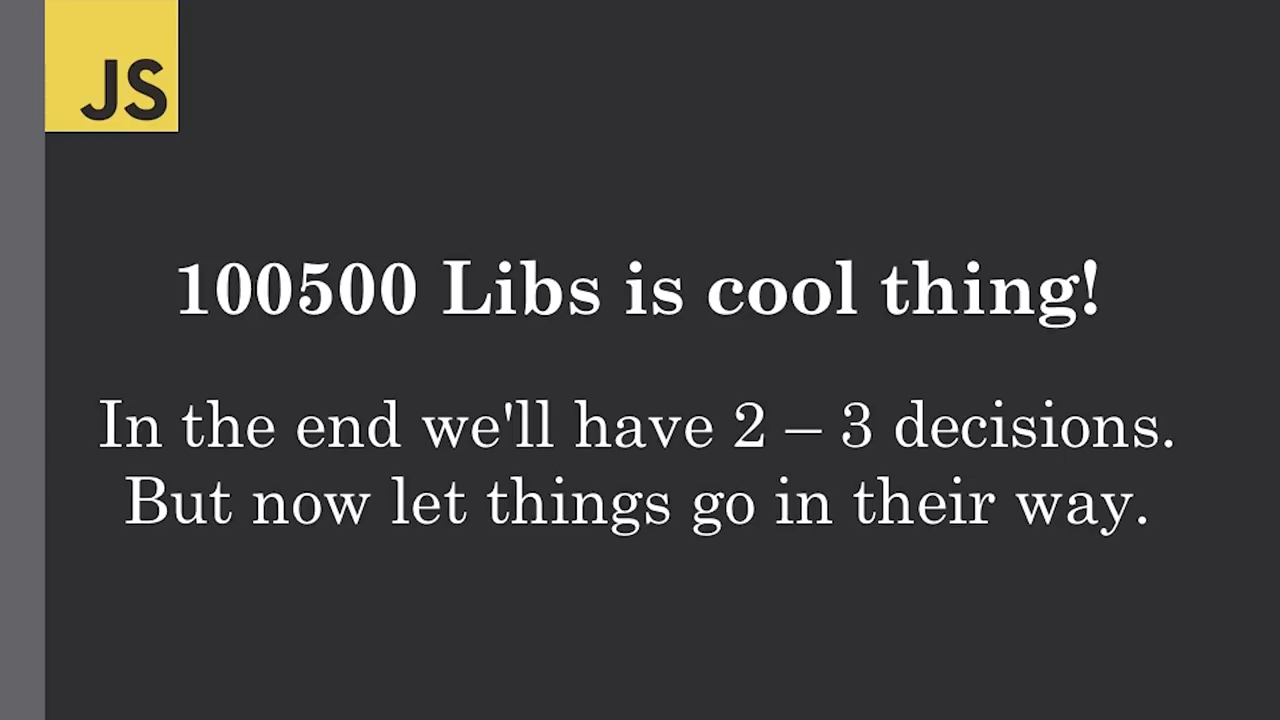 JS
100500 Libs is cool thing!
In the end we'll have 2 – 3 decisions.
But now let things go in their way.